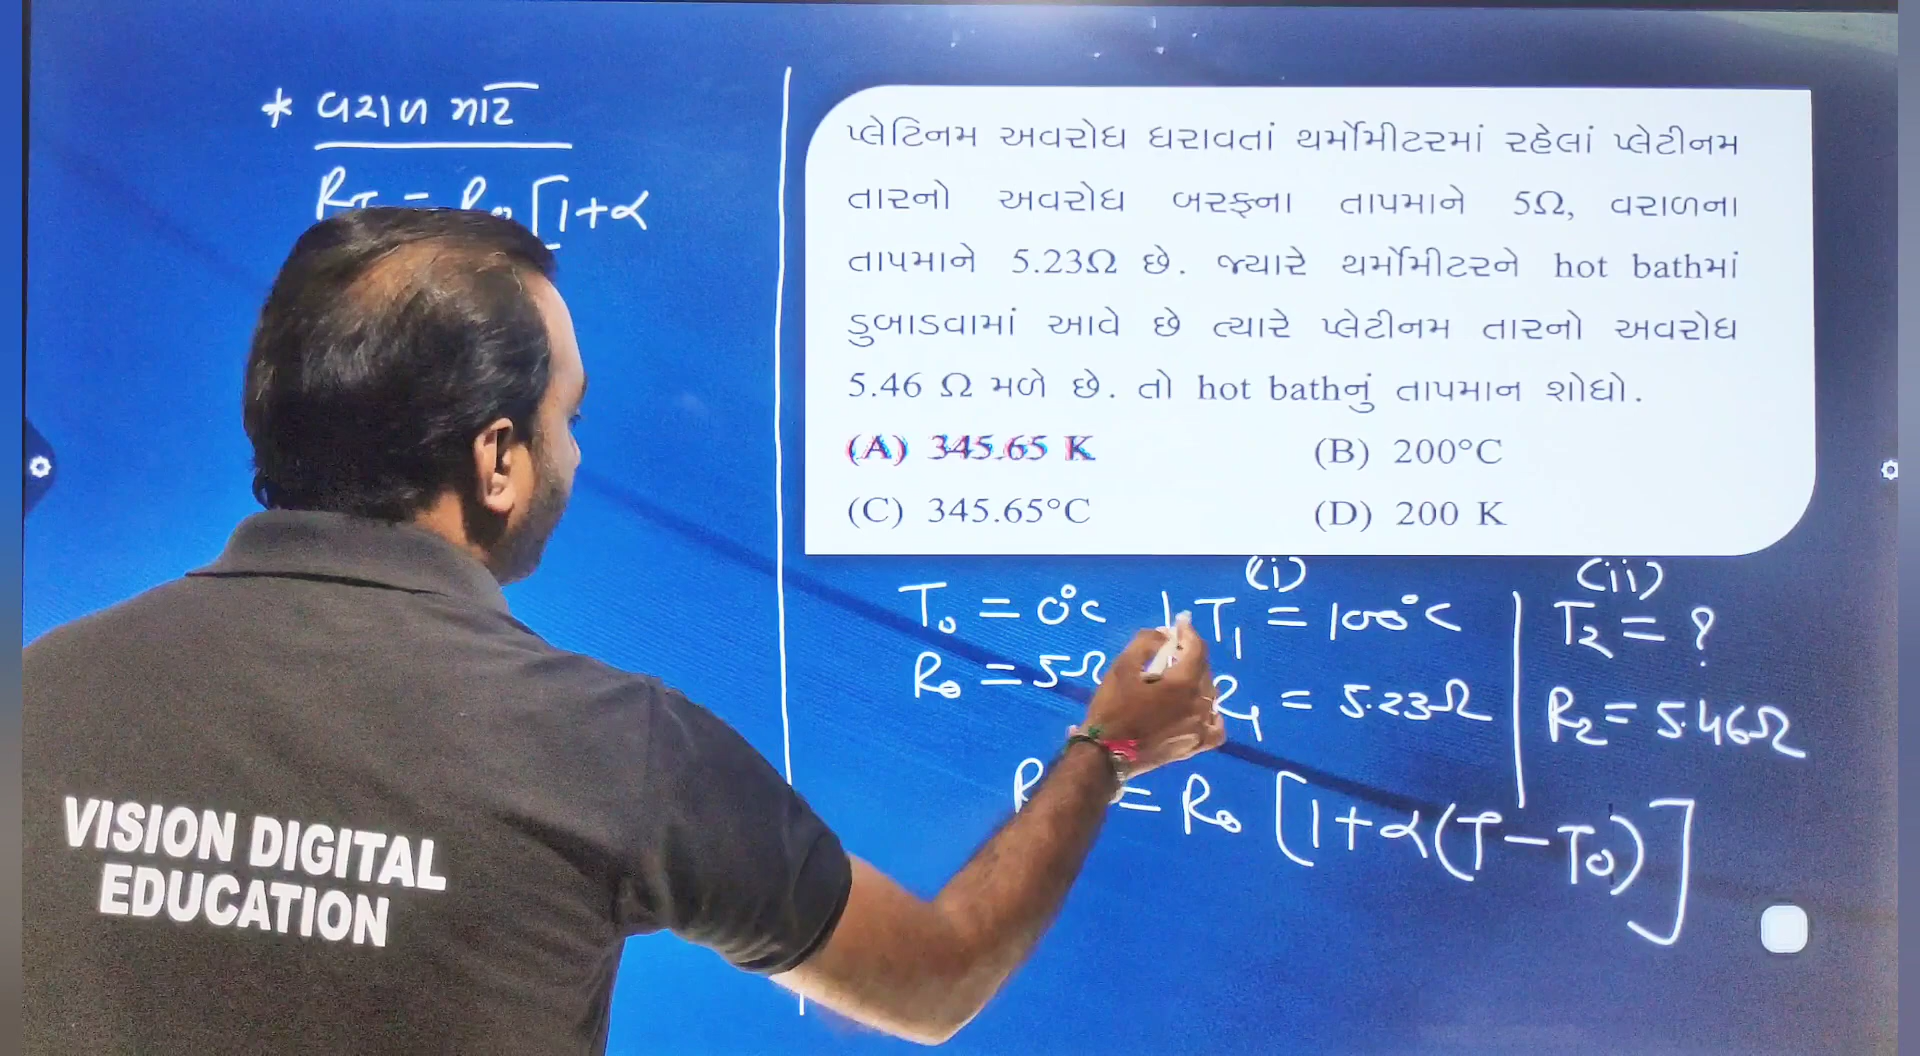 * વરાળ માટે
= [1+α
પ્લેટિનમ અવરોધ ધરાવતાં થર્મોમીટરમાં રહેલાં પ્લેટીનમ
તારનો અવરોધ બરફના તાપમાને 5Ω, વરાળના
તાપમાને 5.23Ω છે. જ્યારે થર્મોમીટરને hot bathમાં
ડુબાડવામાં આવે છે ત્યારે પ્લેટીનમ તારનો અવરોધ
5.46 Ω મળે છે. તો hot bathનું તાપમાન શોધો.
(A) 345.65 K (B) 200°C
(C) 345.65°C (D) 200 K
(i) (ii)
T₀ = 0°C T₁ = 100°C T₂ = ?
R₀ = 5Ω R₁ = 5.23Ω R₂ = 5.46Ω
= R₀ [1+α(T-T₀)]
VISION DIGITAL
EDUCATION